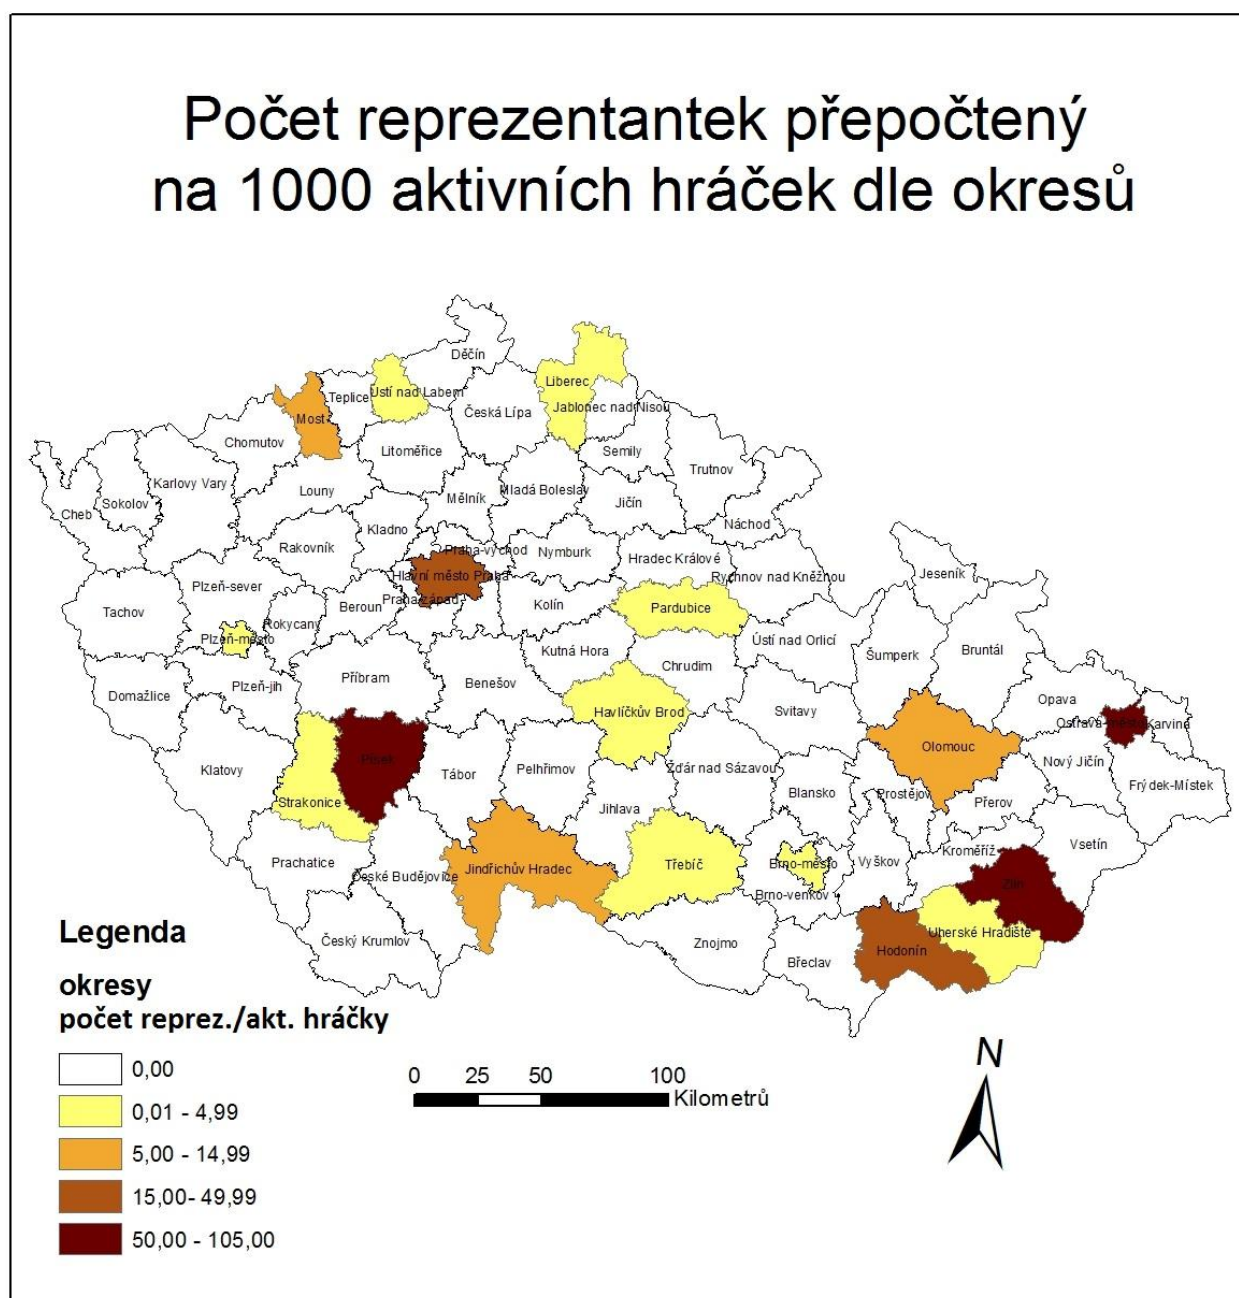 Počet reprezentantek přepočtený
na 1000 aktivních hráček dle okresů
Děčín
Teplice
Ústí nad Labem
Liberec
Most
Česká Lípa
Jablonec nad Nisou
Chomutov
Litoměřice
Semily
Trutnov
Karlovy Vary
Sokolov
Cheb
Louny
Mělník
Mladá Boleslav
Jičín
Náchod
Kladno
Rakovník
Praha-východ
Nymburk
Hradec Králové
Rychnov nad Kněžnou
Jeseník
Hlavní město Praha
Plzeň-sever
Praha-západ
Beroun
Kolín
Pardubice
Tachov
Rokycany
Plzeň-město
Kutná Hora
Ústí nad Orlicí
Chrudim
Šumperk
Bruntál
Příbram
Benešov
Plzeň-jih
Domažlice
Opava
Havlíčkův Brod
Svitavy
Ostrava-město
Karviná
Olomouc
Písek
Klatovy
Tábor
Pelhřimov
Žďár nad Sázavou
Nový Jičín
Frýdek-Místek
Blansko
Prostějov
Přerov
Strakonice
Jihlava
Vsetín
Kroměříž
Prachatice
České Budějovice
Jindřichův Hradec
Třebíč
Brno-město
Vyškov
Zlín
Brno-venkov
Uherské Hradiště
Český Krumlov
Znojmo
Hodonín
Břeclav
Legenda
okresy
počet reprez./akt. hráčky
0,00
0,01 - 4,99
5,00 - 14,99
15,00- 49,99
50,00 - 105,00
0 25 50 100
Kilometrů
N